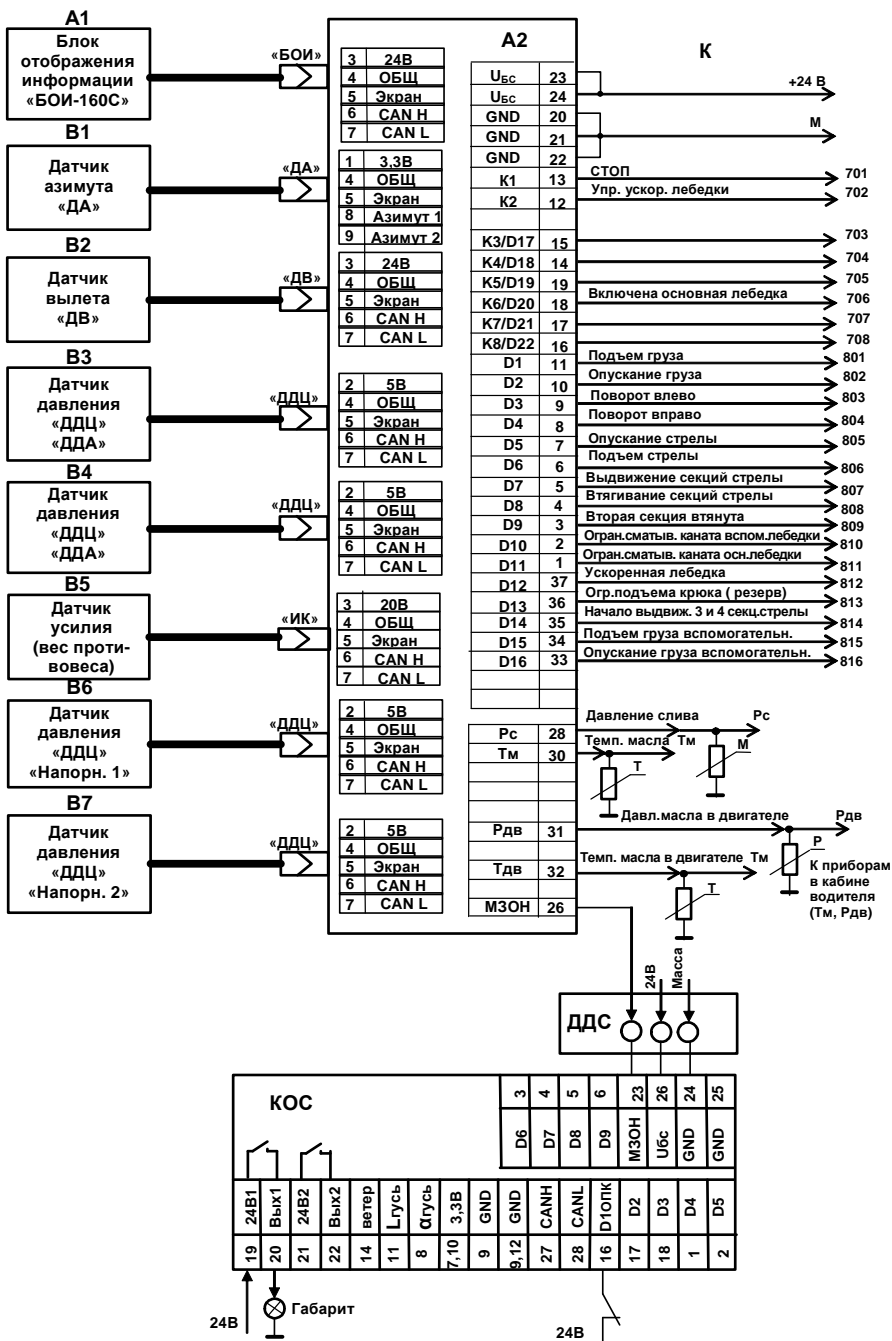 А1
Блок
отображения
информации
«БОИ-160С»
«БОИ»
3 24В
4 ОБЩ
5 Экран
6 CAN H
7 CAN L
В1
Датчик
азимута
«ДА»
«ДА»
1 3,3В
4 ОБЩ
5 Экран
8 Азимут 1
9 Азимут 2
В2
Датчик
вылета
«ДВ»
«ДВ»
3 24В
4 ОБЩ
5 Экран
6 CAN H
7 CAN L
В3
Датчик
давления
«ДДЦ»
«ДДА»
«ДДЦ»
2 5В
4 ОБЩ
5 Экран
6 CAN H
7 CAN L
В4
Датчик
давления
«ДДЦ»
«ДДА»
«ДДЦ»
2 5В
4 ОБЩ
5 Экран
6 CAN H
7 CAN L
В5
Датчик
усилия
(вес проти-
вовеса)
«ИК»
3 20В
4 ОБЩ
5 Экран
6 CAN H
7 CAN L
В6
Датчик
давления
«ДДЦ»
«Напорн. 1»
«ДДЦ»
2 5В
4 ОБЩ
5 Экран
6 CAN H
7 CAN L
В7
Датчик
давления
«ДДЦ»
«Напорн. 2»
«ДДЦ»
2 5В
4 ОБЩ
5 Экран
6 CAN H
7 CAN L
А2
К
UБС 23
UБС 24
+24 В
GND 20
GND 21
GND 22
М
К1 13 СТОП 701
К2 12 Упр. ускор. лебедки 702
K3/D17 15 703
K4/D18 14 704
K5/D19 19 705
K6/D20 18 Включена основная лебедка 706
K7/D21 17 707
K8/D22 16 708
D1 11 Подъем груза 801
D2 10 Опускание груза 802
D3 9 Поворот влево 803
D4 8 Поворот вправо 804
D5 7 Опускание стрелы 805
D6 6 Подъем стрелы 806
D7 5 Выдвижение секций стрелы 807
D8 4 Втягивание секций стрелы 808
D9 3 Вторая секция втянута 809
D10 2 Огран.сматыв. каната вспом.лебедки 810
D11 1 Огран.сматыв. каната осн.лебедки 811
D12 37 Ускоренная лебедка 812
D13 36 Огр.подъема крюка ( резерв) 813
D14 35 Начало выдвиж. 3 и 4 секц.стрелы 814
D15 34 Подъем груза вспомогательн. 815
D16 33 Опускание груза вспомогательн. 816
Рс 28 Давление слива Рс
Тм 30 Темп. масла Тм
М
Т
Рдв 31 Давл.масла в двигателе Рдв
Р
Тдв 32 Темп. масла в двигателе Тм
Т
К приборам
в кабине
водителя
(Тм, Рдв)
МЗОН 26
24В
Масса
ДДС
КОС
3 4 5 6 23 26 24 25
D6 D7 D8 D9 МЗОН Uбс GND GND
24В1 Вых1 24В2 Вых2 ветер Lгусь αгусь 3,3В GND GND CANH CANL D1ОПК D2 D3 D4 D5
19 20 21 22 14 11 8 7,10 9 9,12 27 28 16 17 18 1 2
24В
Габарит
24В